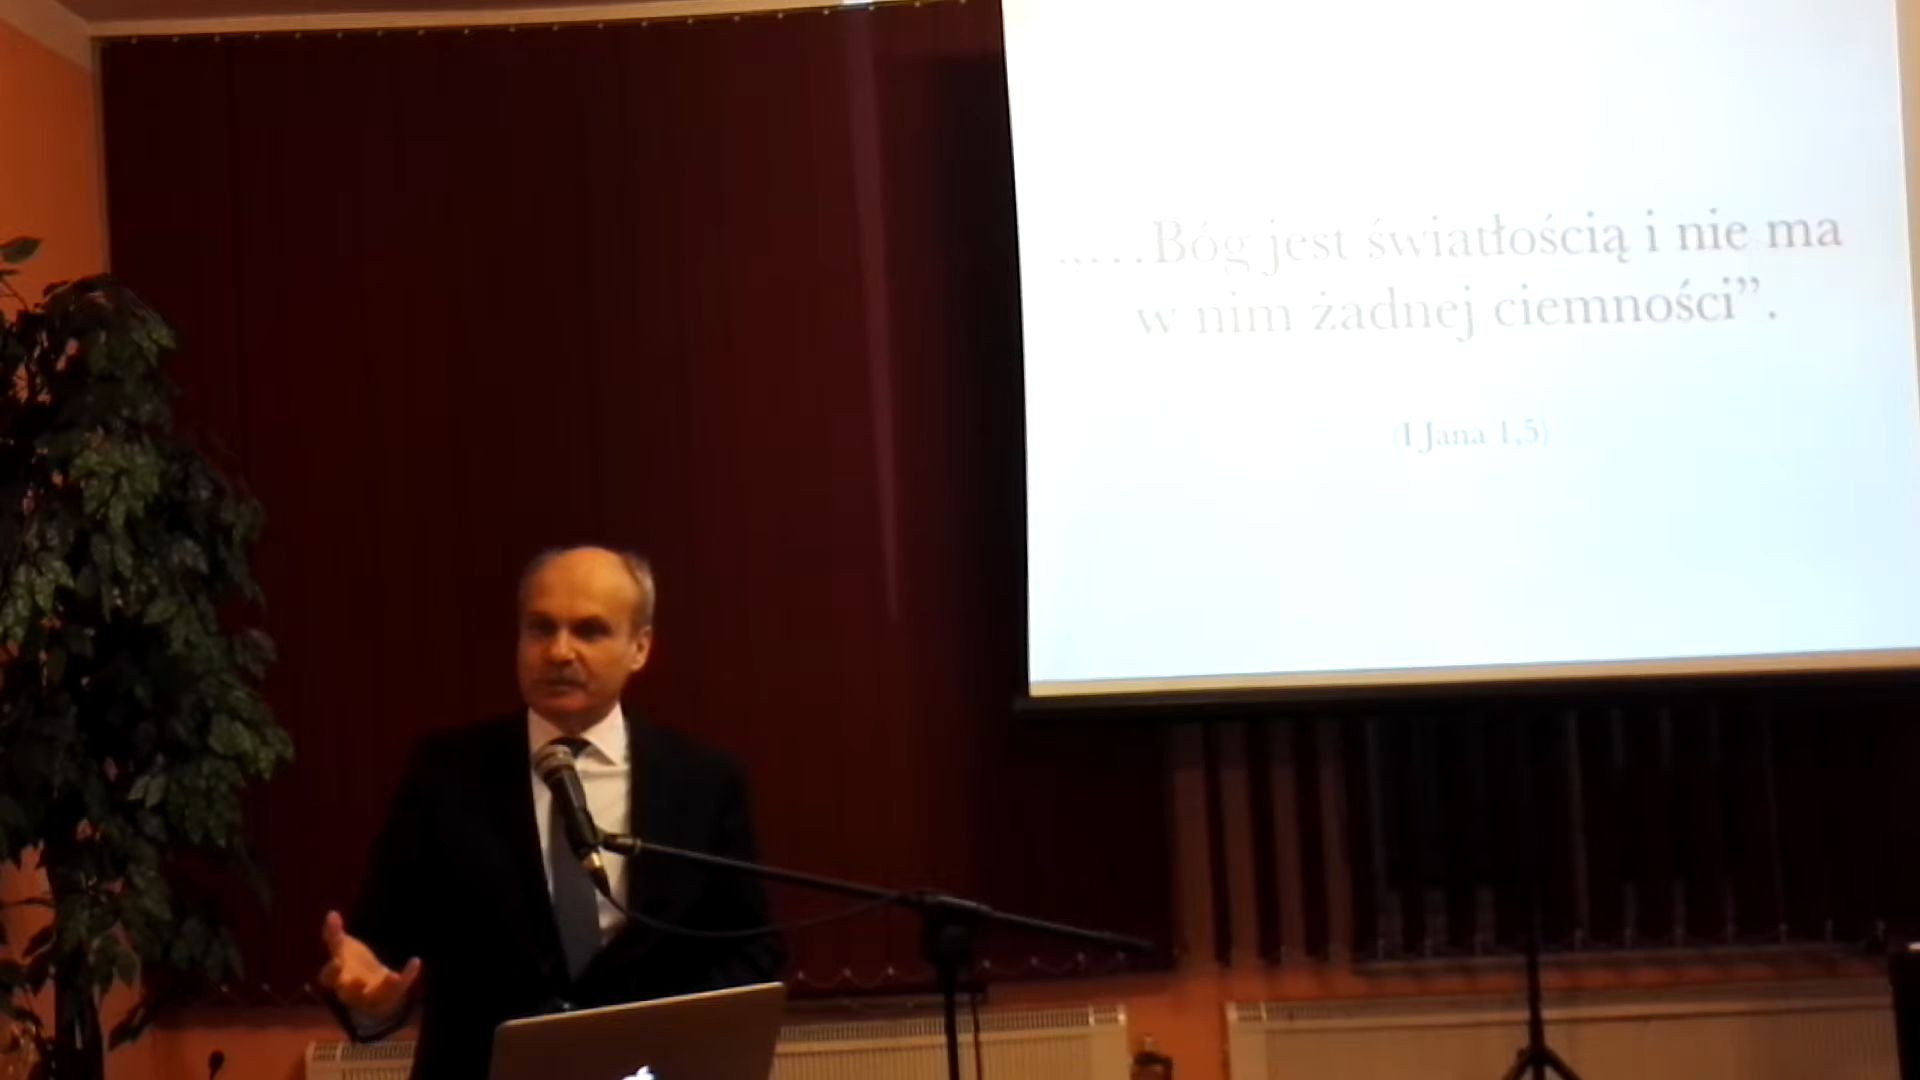 .....Bóg jest światłością i nie ma
w nim żadnej ciemności”.
(I Jana 1,5)